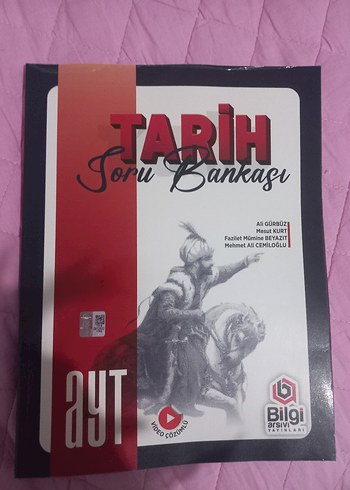 TARİH
Soru Bankası
Ali GÜRBÜZ
Mesut KURT
Fazilet Mümine BEYAZIT
Mehmet Ali CEMİLOĞLU
AYT
VİDEO ÇÖZÜMLÜ
Bilgi
arşivi
YAYINLARI